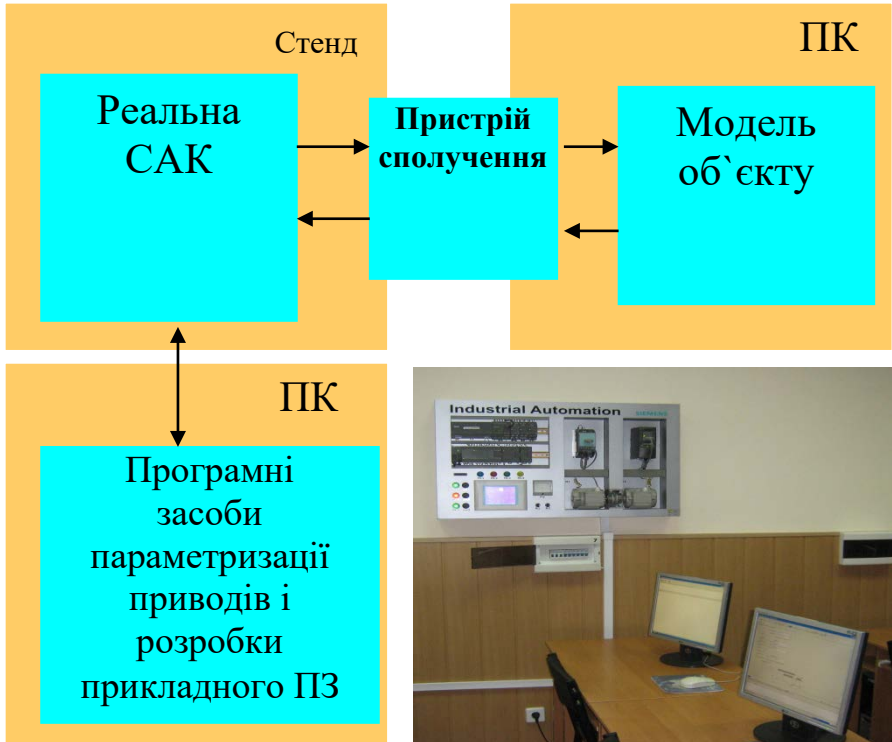 Стенд
Реальна
САК
Пристрій
сполучення
ПК
Модель
об`єкту
ПК
Програмні
засоби
параметризації
приводів і
розробки
прикладного ПЗ
Industrial Automation
SIEMENS